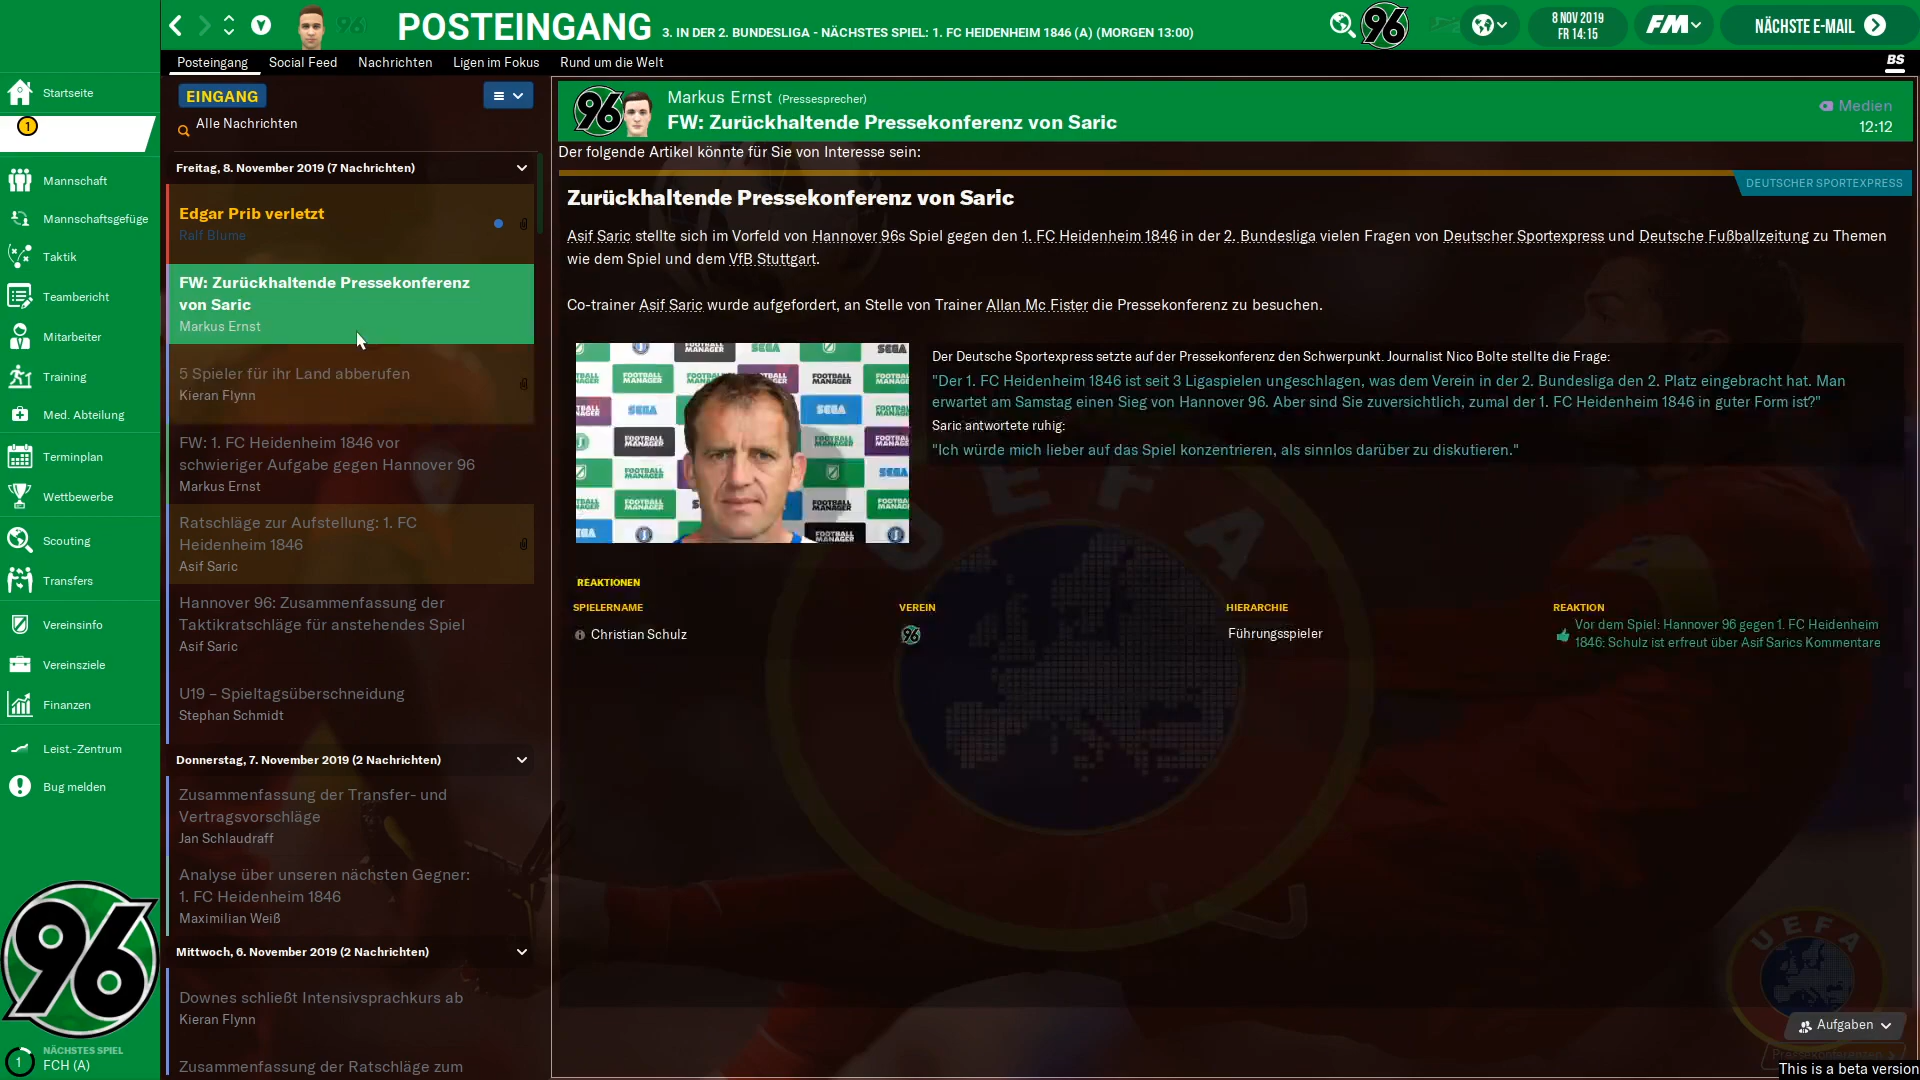 POSTEINGANG
3. IN DER 2. BUNDESLIGA - NÄCHSTES SPIEL: 1. FC HEIDENHEIM 1846 (A) (MORGEN 13:00)
96
8 NOV 2019
FR 14:15
FM
NÄCHSTE E-MAIL
Posteingang
Social Feed
Nachrichten
Ligen im Fokus
Rund um die Welt
BS
Startseite
1
Mannschaft
Mannschaftsgefüge
Taktik
Teambericht
Mitarbeiter
Training
Med. Abteilung
Terminplan
Wettbewerbe
Scouting
Transfers
Vereinsinfo
Vereinsziele
Finanzen
Leist.-Zentrum
Bug melden
96
NÄCHSTES SPIEL
1
FCH (A)
EINGANG
Alle Nachrichten
Freitag, 8. November 2019 (7 Nachrichten)
Edgar Prib verletzt
Ralf Blume
FW: Zurückhaltende Pressekonferenz
von Saric
Markus Ernst
5 Spieler für ihr Land abberufen
Kieran Flynn
FW: 1. FC Heidenheim 1846 vor
schwieriger Aufgabe gegen Hannover 96
Markus Ernst
Ratschläge zur Aufstellung: 1. FC
Heidenheim 1846
Asif Saric
Hannover 96: Zusammenfassung der
Taktikratschläge für anstehendes Spiel
Asif Saric
U19 – Spieltagsüberschneidung
Stephan Schmidt
Donnerstag, 7. November 2019 (2 Nachrichten)
Zusammenfassung der Transfer- und
Vertragsvorschläge
Jan Schlaudraff
Analyse über unseren nächsten Gegner:
1. FC Heidenheim 1846
Maximilian Weiß
Mittwoch, 6. November 2019 (2 Nachrichten)
Downes schließt Intensivsprachkurs ab
Kieran Flynn
Zusammenfassung der Ratschläge zum
96
Markus Ernst (Pressesprecher)
FW: Zurückhaltende Pressekonferenz von Saric
Medien
12:12
Der folgende Artikel könnte für Sie von Interesse sein:
DEUTSCHER SPORTEXPRESS
Zurückhaltende Pressekonferenz von Saric
Asif Saric stellte sich im Vorfeld von Hannover 96s Spiel gegen den 1. FC Heidenheim 1846 in der 2. Bundesliga vielen Fragen von Deutscher Sportexpress und Deutsche Fußballzeitung zu Themen
wie dem Spiel und dem VfB Stuttgart.
Co-trainer Asif Saric wurde aufgefordert, an Stelle von Trainer Allan Mc Fister die Pressekonferenz zu besuchen.
FOOTBALL MANAGER
SEGA
Der Deutsche Sportexpress setzte auf der Pressekonferenz den Schwerpunkt. Journalist Nico Bolte stellte die Frage:
"Der 1. FC Heidenheim 1846 ist seit 3 Ligaspielen ungeschlagen, was dem Verein in der 2. Bundesliga den 2. Platz eingebracht hat. Man
erwartet am Samstag einen Sieg von Hannover 96. Aber sind Sie zuversichtlich, zumal der 1. FC Heidenheim 1846 in guter Form ist?"
Saric antwortete ruhig:
"Ich würde mich lieber auf das Spiel konzentrieren, als sinnlos darüber zu diskutieren."
REAKTIONEN
SPIELERNAME
VEREIN
HIERARCHIE
REAKTION
Christian Schulz
96
Führungsspieler
Vor dem Spiel: Hannover 96 gegen 1. FC Heidenheim
1846: Schulz ist erfreut über Asif Sarics Kommentare
UEFA
UEFA
Aufgaben
Pressekonferenzen >
This is a beta version